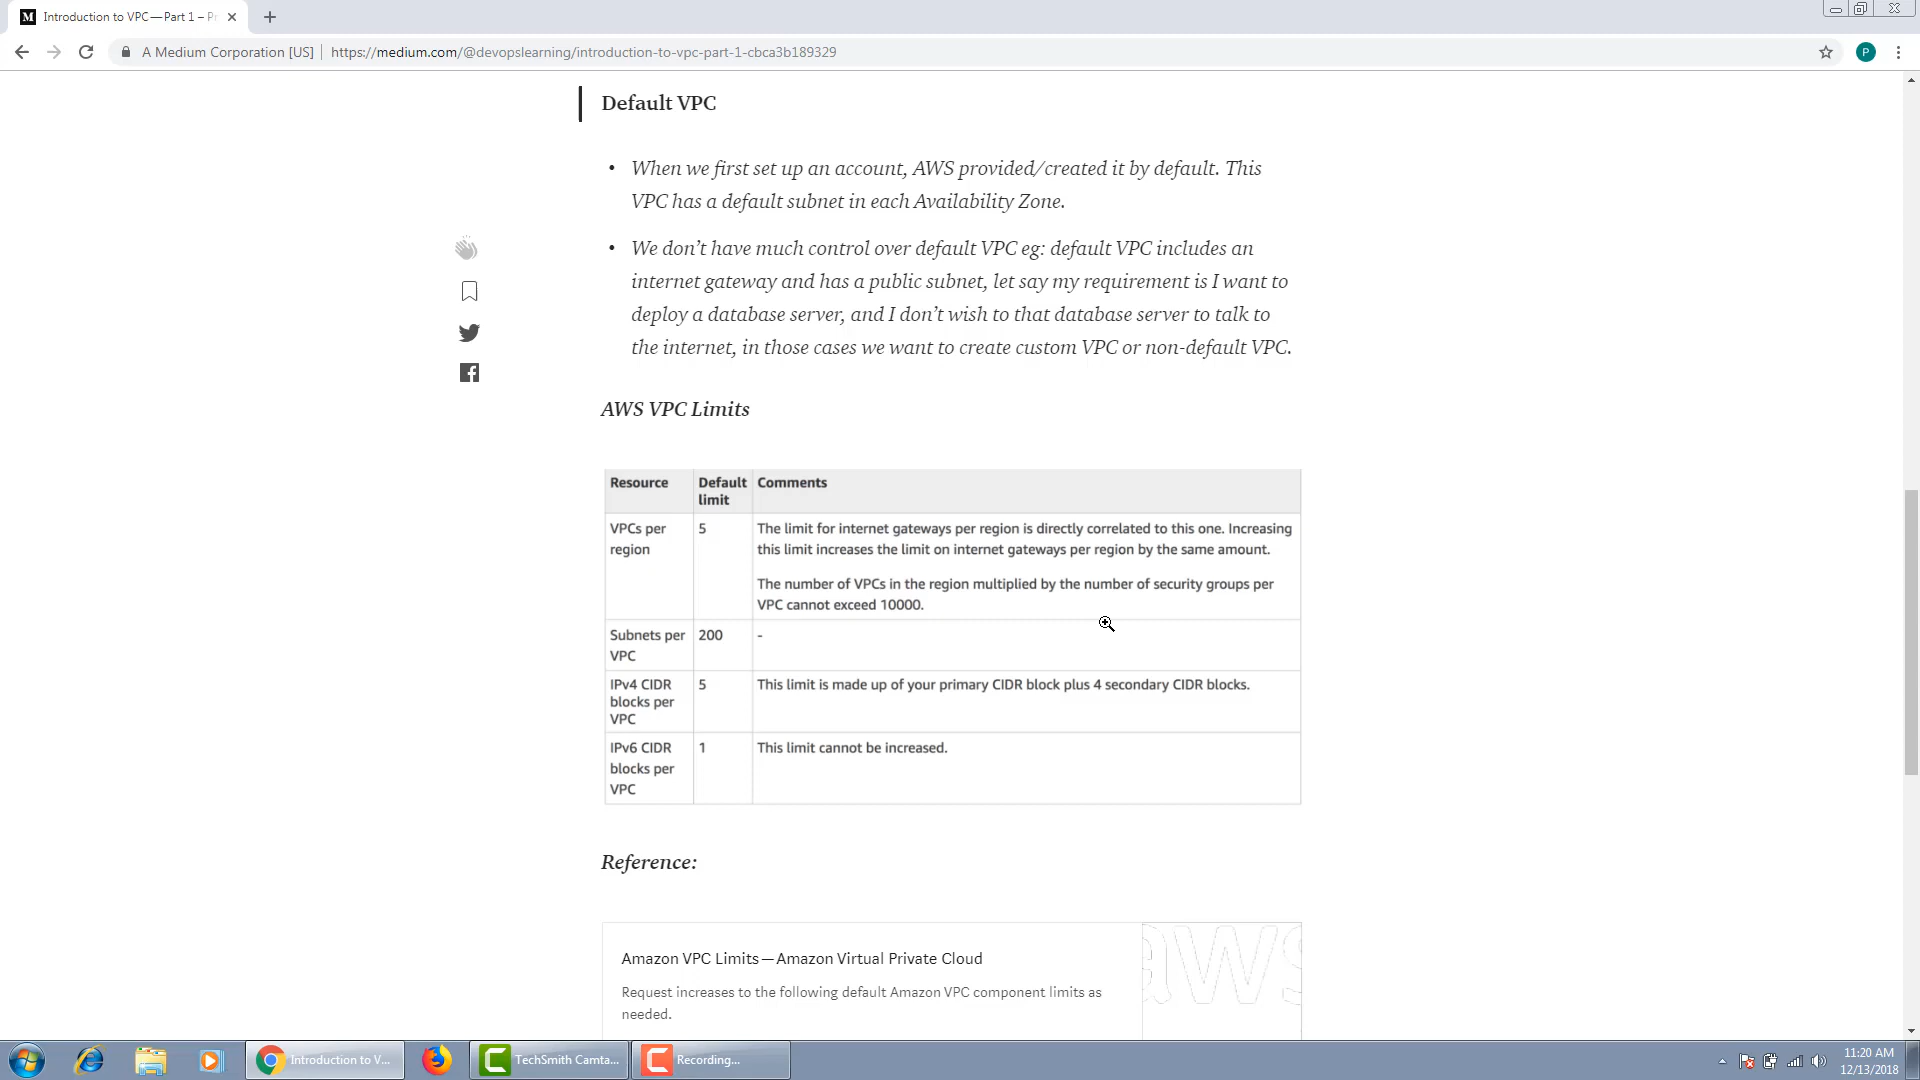 M Introduction to VPC — Part 1 – Pr
A Medium Corporation [US] | https://medium.com/@devopslearning/introduction-to-vpc-part-1-cbca3b189329
P
Default VPC
• When we first set up an account, AWS provided/created it by default. This
VPC has a default subnet in each Availability Zone.
• We don’t have much control over default VPC eg: default VPC includes an
internet gateway and has a public subnet, let say my requirement is I want to
deploy a database server, and I don’t wish to that database server to talk to
the internet, in those cases we want to create custom VPC or non-default VPC.
AWS VPC Limits
Resource Default limit Comments
VPCs per region 5 The limit for internet gateways per region is directly correlated to this one. Increasing
this limit increases the limit on internet gateways per region by the same amount.
The number of VPCs in the region multiplied by the number of security groups per
VPC cannot exceed 10000.
Subnets per VPC 200 -
IPv4 CIDR blocks per VPC 5 This limit is made up of your primary CIDR block plus 4 secondary CIDR blocks.
IPv6 CIDR blocks per VPC 1 This limit cannot be increased.
Reference:
Amazon VPC Limits — Amazon Virtual Private Cloud
Request increases to the following default Amazon VPC component limits as
needed.
aws
Introduction to V... TechSmith Camta... Recording...
11:20 AM
12/13/2018